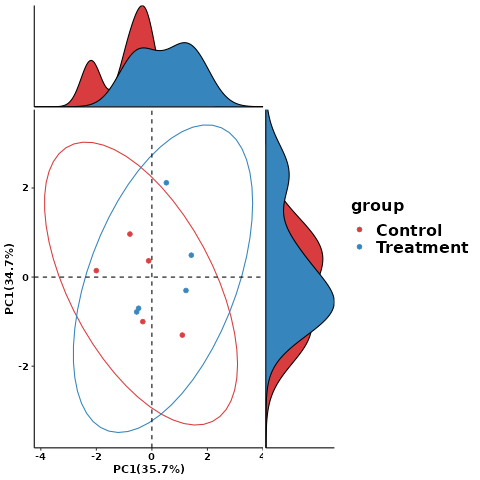 group
Control
Treatment
2
0
-2
PC1(34.7%)
-4 -2 0 2 4
PC1(35.7%)